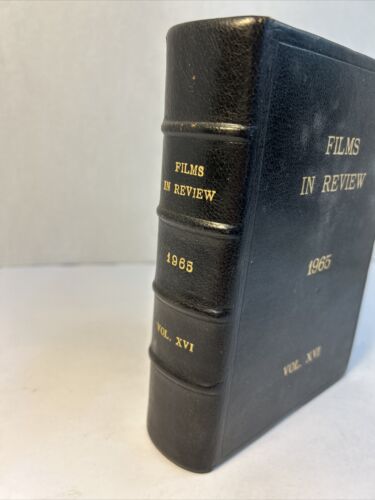 FILMS
IN REVIEW
1965
VOL. XVI
FILMS
IN REVIEW
1965
VOL. XVI